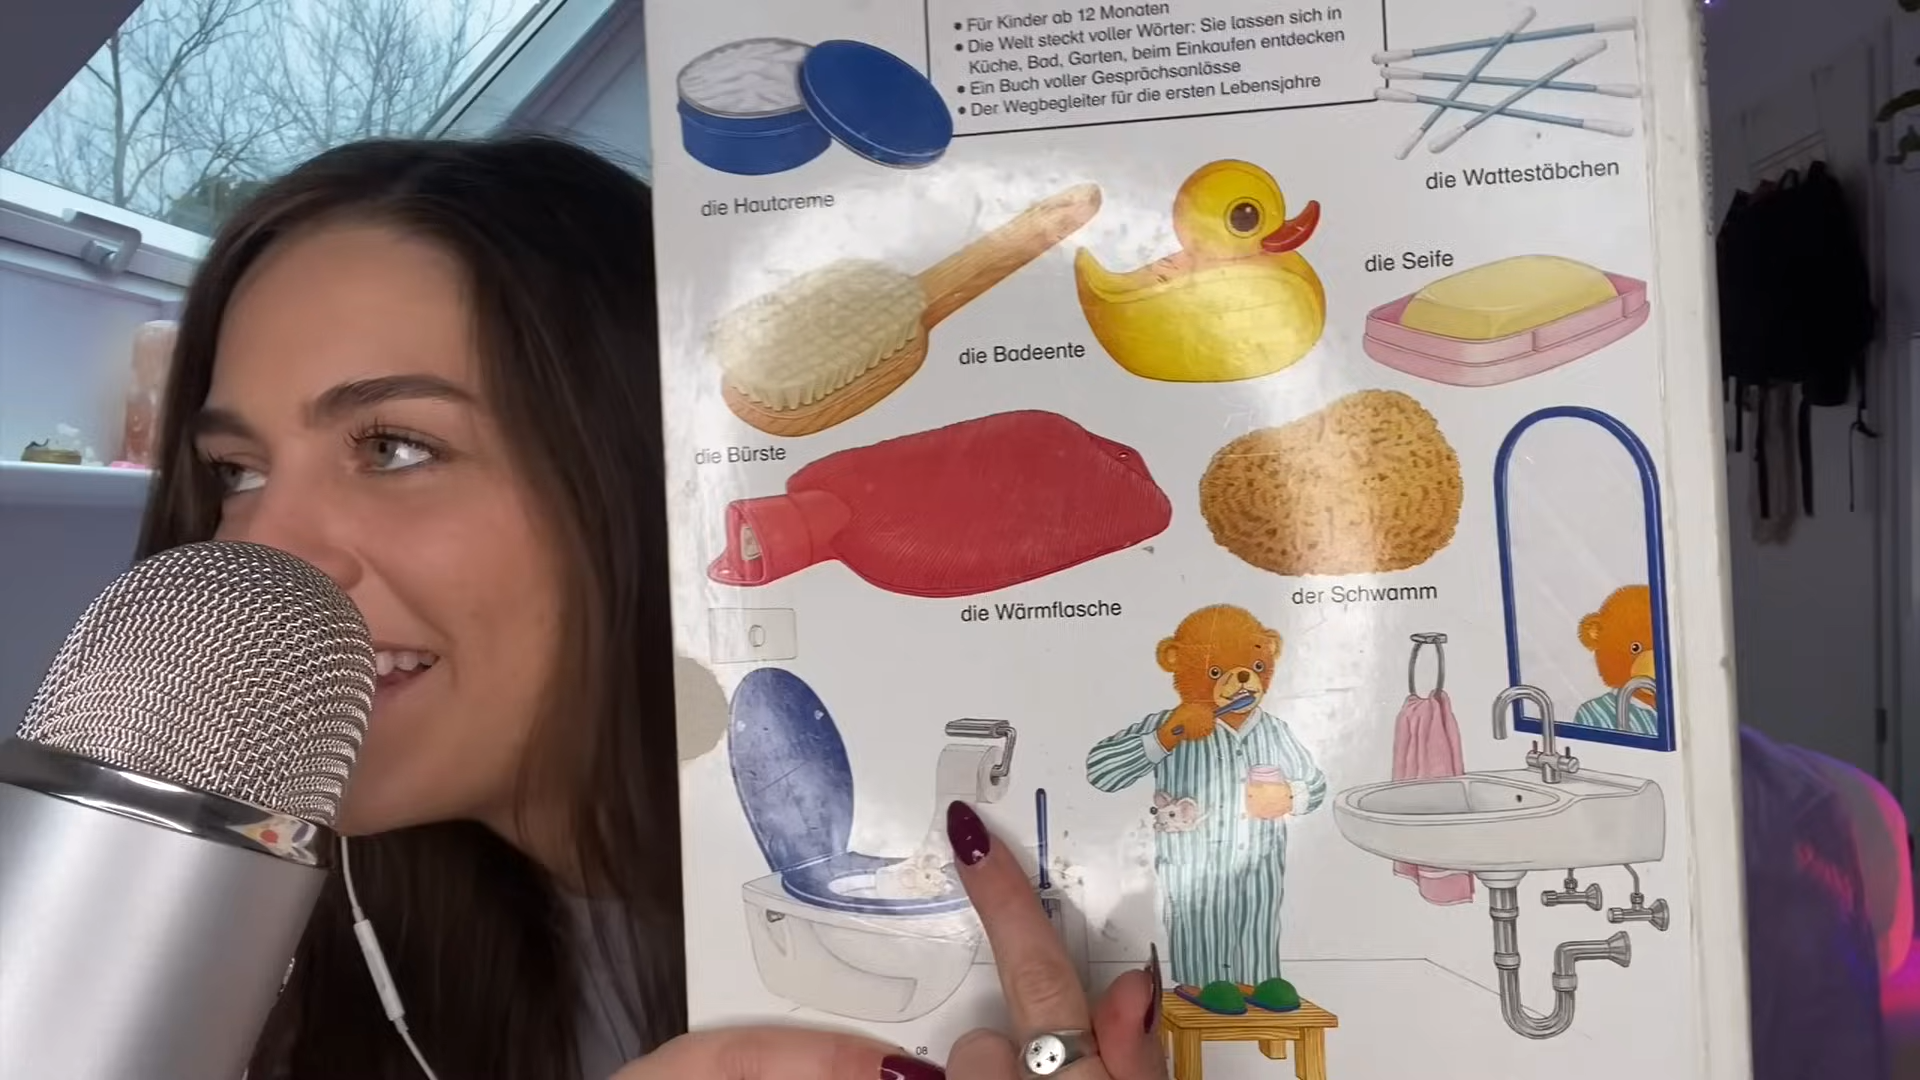 • Für Kinder ab 12 Monaten
• Die Welt steckt voller Wörter: Sie lassen sich in
Küche, Bad, Garten, beim Einkaufen entdecken
• Ein Buch voller Gesprächsanlässe
• Der Wegbegleiter für die ersten Lebensjahre
die Hautcreme
die Wattestäbchen
die Badeente
die Seife
die Bürste
die Wärmflasche
der Schwamm
08